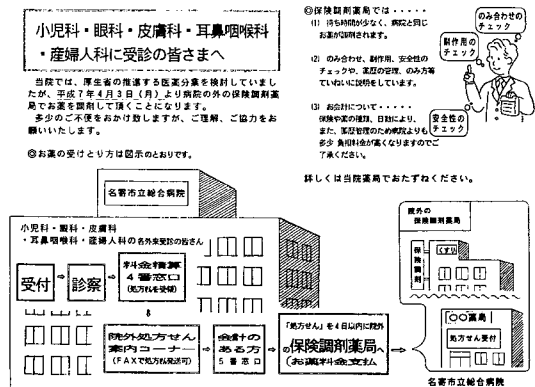 小児科・眼科・皮膚科・耳鼻咽喉科
・産婦人科に受診の皆さまへ
当院では、厚生省の推進する医薬分業を検討していまし
たが、平成7年4月3日(月)より病院の外の保険調剤薬
局でお薬を調剤して頂くことになります。
多少のご不便をおかけ致しますが、ご理解、ご協力をお
願いいたします。
◎お薬の受けとり方は図示のとおりです。
◎保険調剤薬局では・・・・・
(1) 待ち時間が少なく、病院と同じ
お薬が調剤されます。
(2) のみ合わせ、副作用、安全性の
チェックや、薬歴の管理、のみ方等
ていねいに説明をしています。
(3) お会計について・・・・・
保険や薬の種類、日数により、
また、薬歴管理のため病院よりも
多少 負担料金が高くなりますのでご
了承ください。
詳しくは当院薬局でおたずねください。
のみ合わせの
チェック
副作用の
チェック
安全性の
チェック
名寄市立総合病院
小児科・眼科・皮膚科
・耳鼻咽喉科・産婦人科の各外来受診の皆さん
受付
診察
料金精算
4番窓口
(処方せんを受領)
院外処方せん
案内コーナー
(FAXで処方せん発送可)
会計の
ある方
5番窓口
「処方せん」を4日以内に院外
の保険調剤薬局へ
(お薬料金支払)
院外の
保険調剤薬局
保険調剤
くすり
〇〇薬局
処方せん受付
名寄市立総合病院